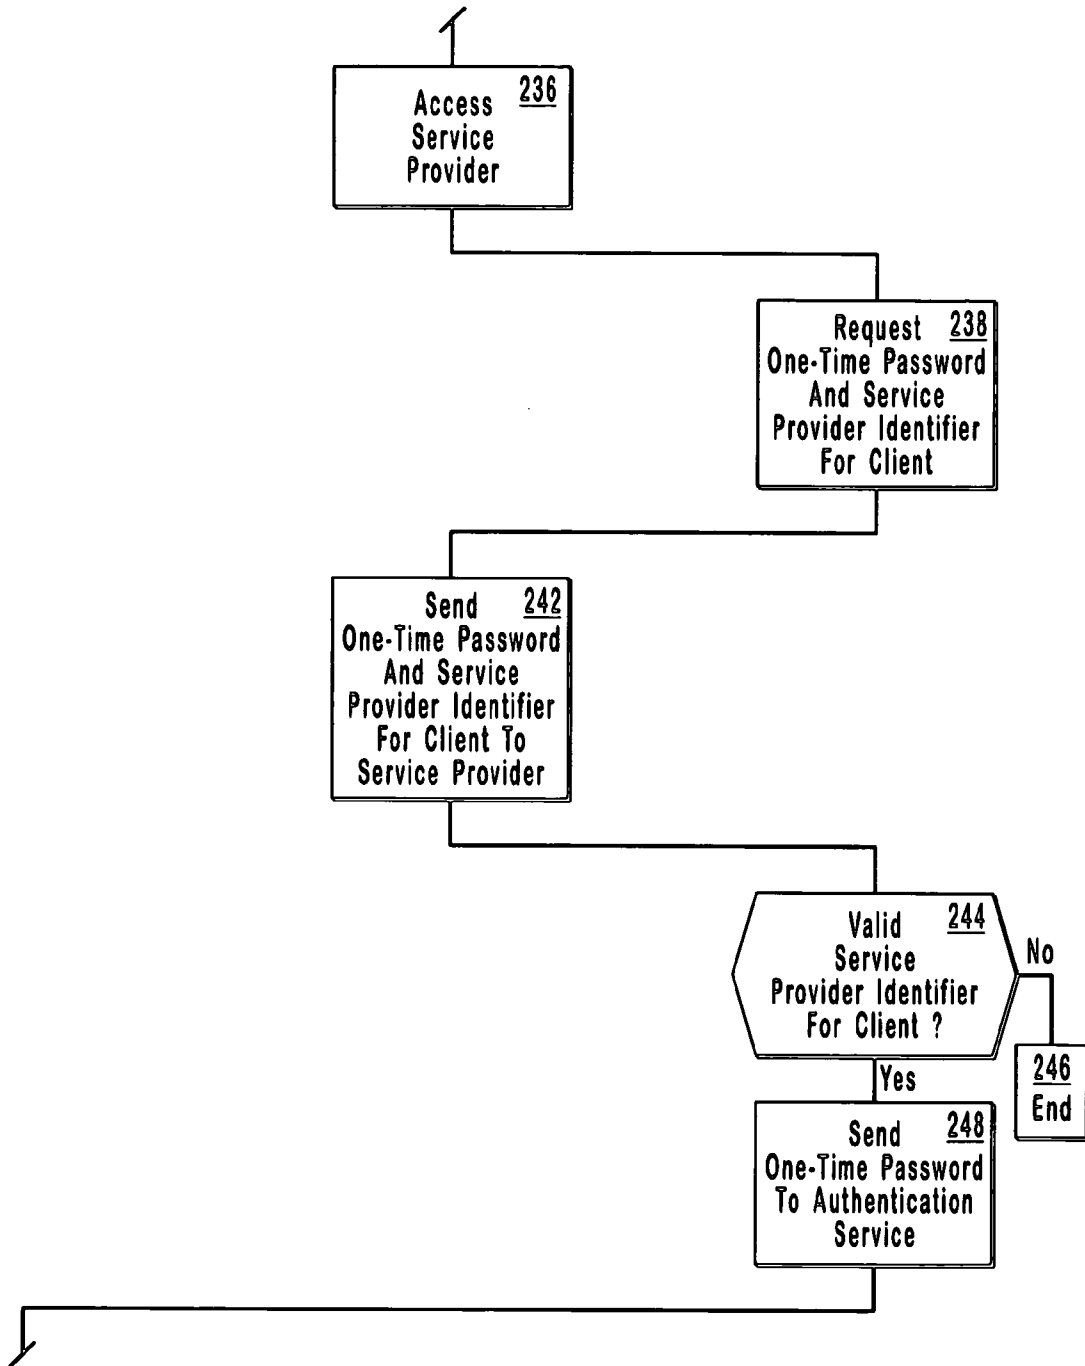 236
Access
Service
Provider
238
Request
One-Time Password
And Service
Provider Identifier
For Client
242
Send
One-Time Password
And Service
Provider Identifier
For Client To
Service Provider
244
Valid
Service
Provider Identifier
For Client ?
No
246
End
Yes
248
Send
One-Time Password
To Authentication
Service